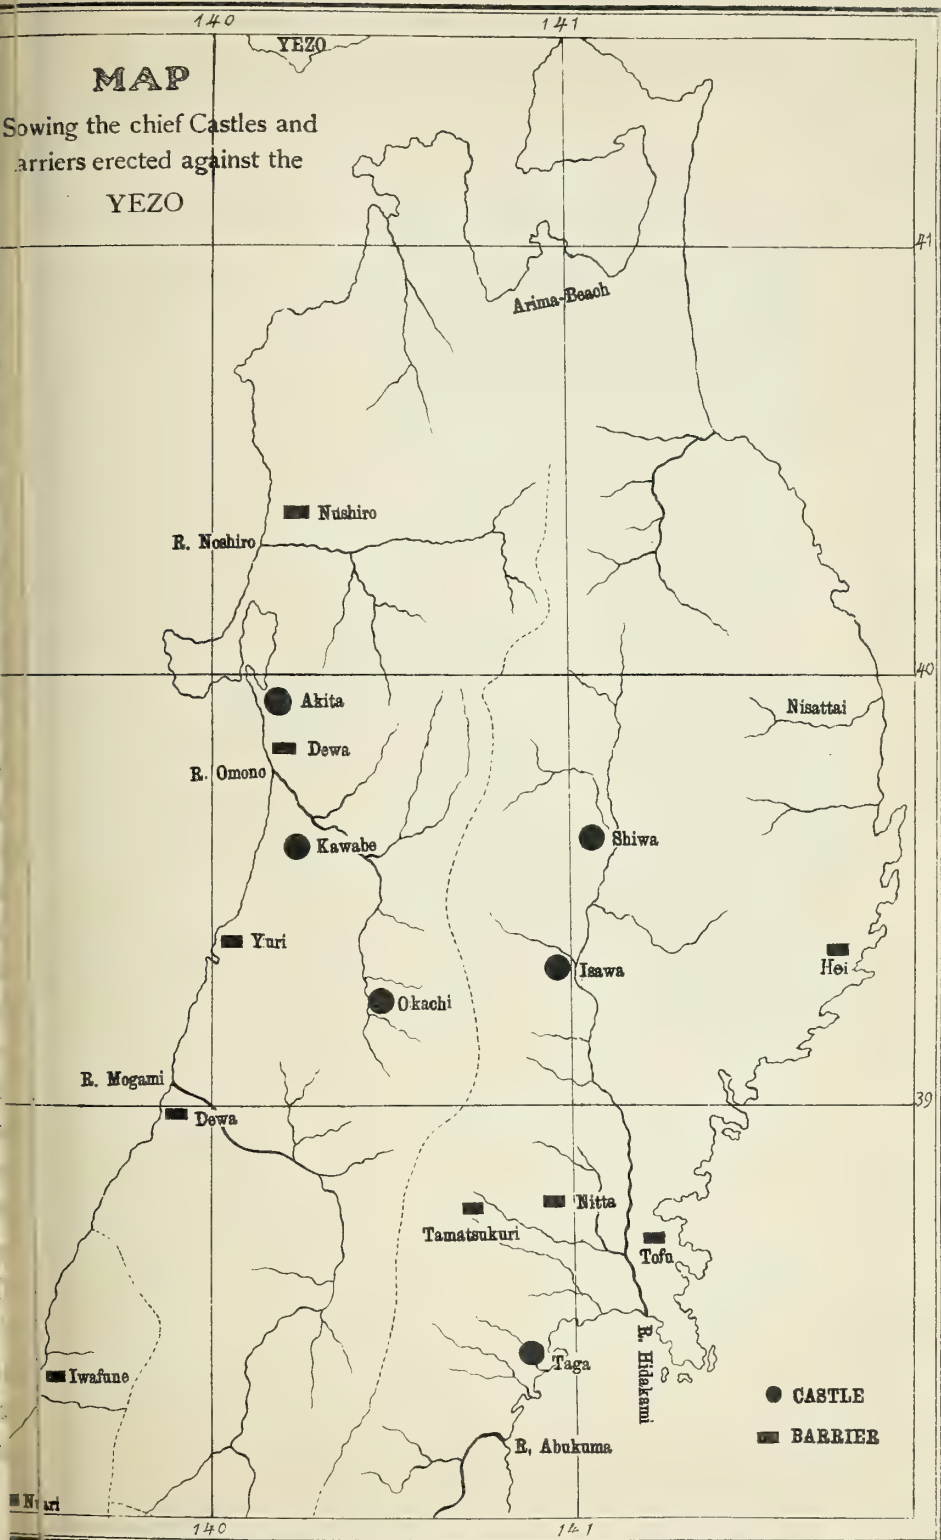 140
141
YEZO
MAP
Sowing the chief Castles and
arriers erected against the
YEZO
41
Arima-Beach
Nushiro
R. Noshiro
40
Akita
Nisattai
Dewa
R. Omono
Kawabe
Shiwa
Yuri
Isawa
Hei
Okachi
R. Mogami
39
Dewa
Nitta
Tamatsukuri
Tofu
R. Hidakami
Taga
Iwafune
CASTLE
BARRIER
R. Abukuma
140
141